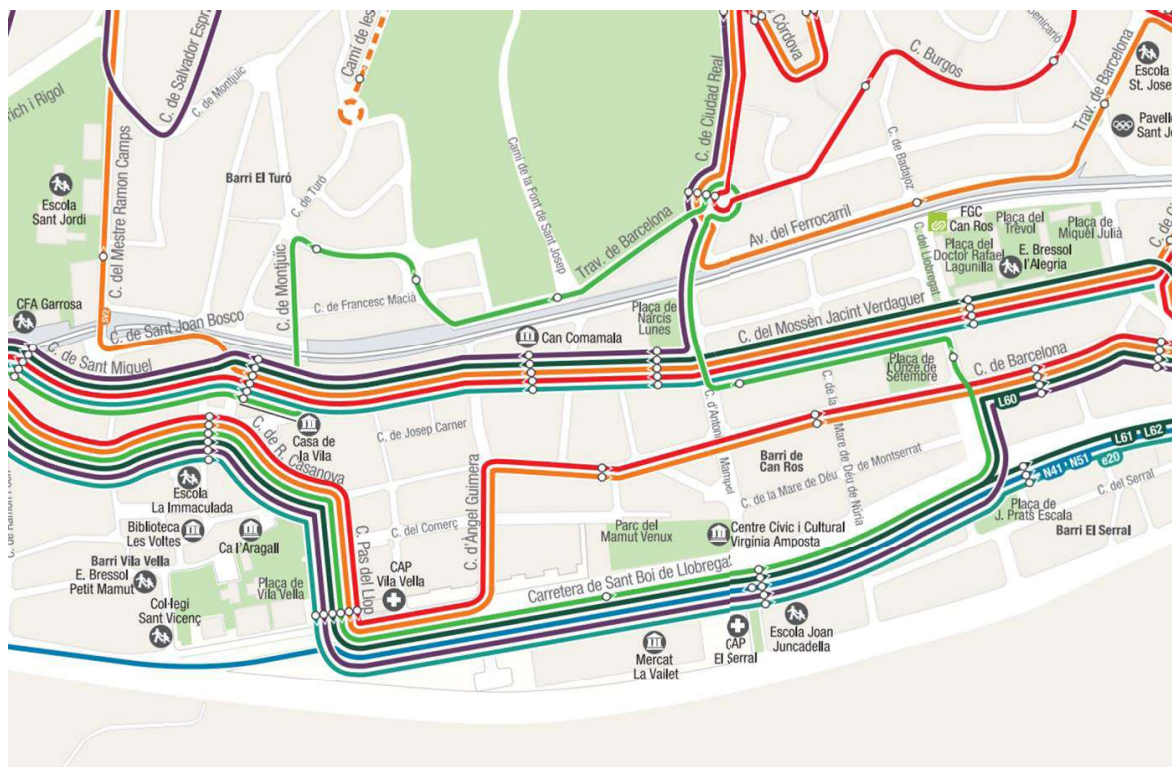 C. de Salvador Espr
C. de Montjuïc
Camí de les
C. de Ciudad Real
Córdova
Benicarló
C. Burgos
Trav. de Barcelona
Escola
St. Jose
Pavell
Sant J
rich i Rigol
C. del Mestre Ramon Camps
Barri El Turó
C. de Turó
Camí de la Font de Sant Josep
C. de Badajoz
Escola
Sant Jordi
Trav. de Barcelona
Av. del Ferrocarril
FGC
Can Ros
Plaça del
Trèvol
Plaça de
Miquel Julià
C. del Llobregat
Plaça del
Doctor Rafael
Lagunilla
E. Bressol
l'Alegria
C. de Montjuïc
C. de Francesc Macià
CFA Garrosa
SV2
C. de Sant Joan Bosco
Plaça de
Narcís
Lunes
C. del Mossèn Jacint Verdaguer
Can Comamala
C. de Sant Miquel
Plaça de
l'Onze de
Setembre
C. de Barcelona
L60
Casa de
la Vila
C. de R. Casanova
C. de Josep Carner
C. d'Antoni
Mampel
C. de la
Mare de Déu de Núria
L61 · L62
Barri de
Can Ros
C. d'Àngel Guimerà
N41 · N51
e20
C. de la Mare de Déu de Montserrat
C. del Serral
Escola
La Immaculada
Biblioteca
Les Voltes
Ca l'Aragall
C. Pas del Llop
C. del Comerç
Parc del
Mamut Venux
Centre Cívic i Cultural
Virgínia Amposta
Plaça de
J. Prats Escala
Barri El Serral
Barri Vila Vella
E. Bressol
Petit Mamut
Plaça de
Vila Vella
CAP
Vila Vella
Carretera de Sant Boi de Llobregat
Col·legi
Sant Vicenç
Mercat
La Vailet
CAP
El Serral
Escola Joan
Juncadella